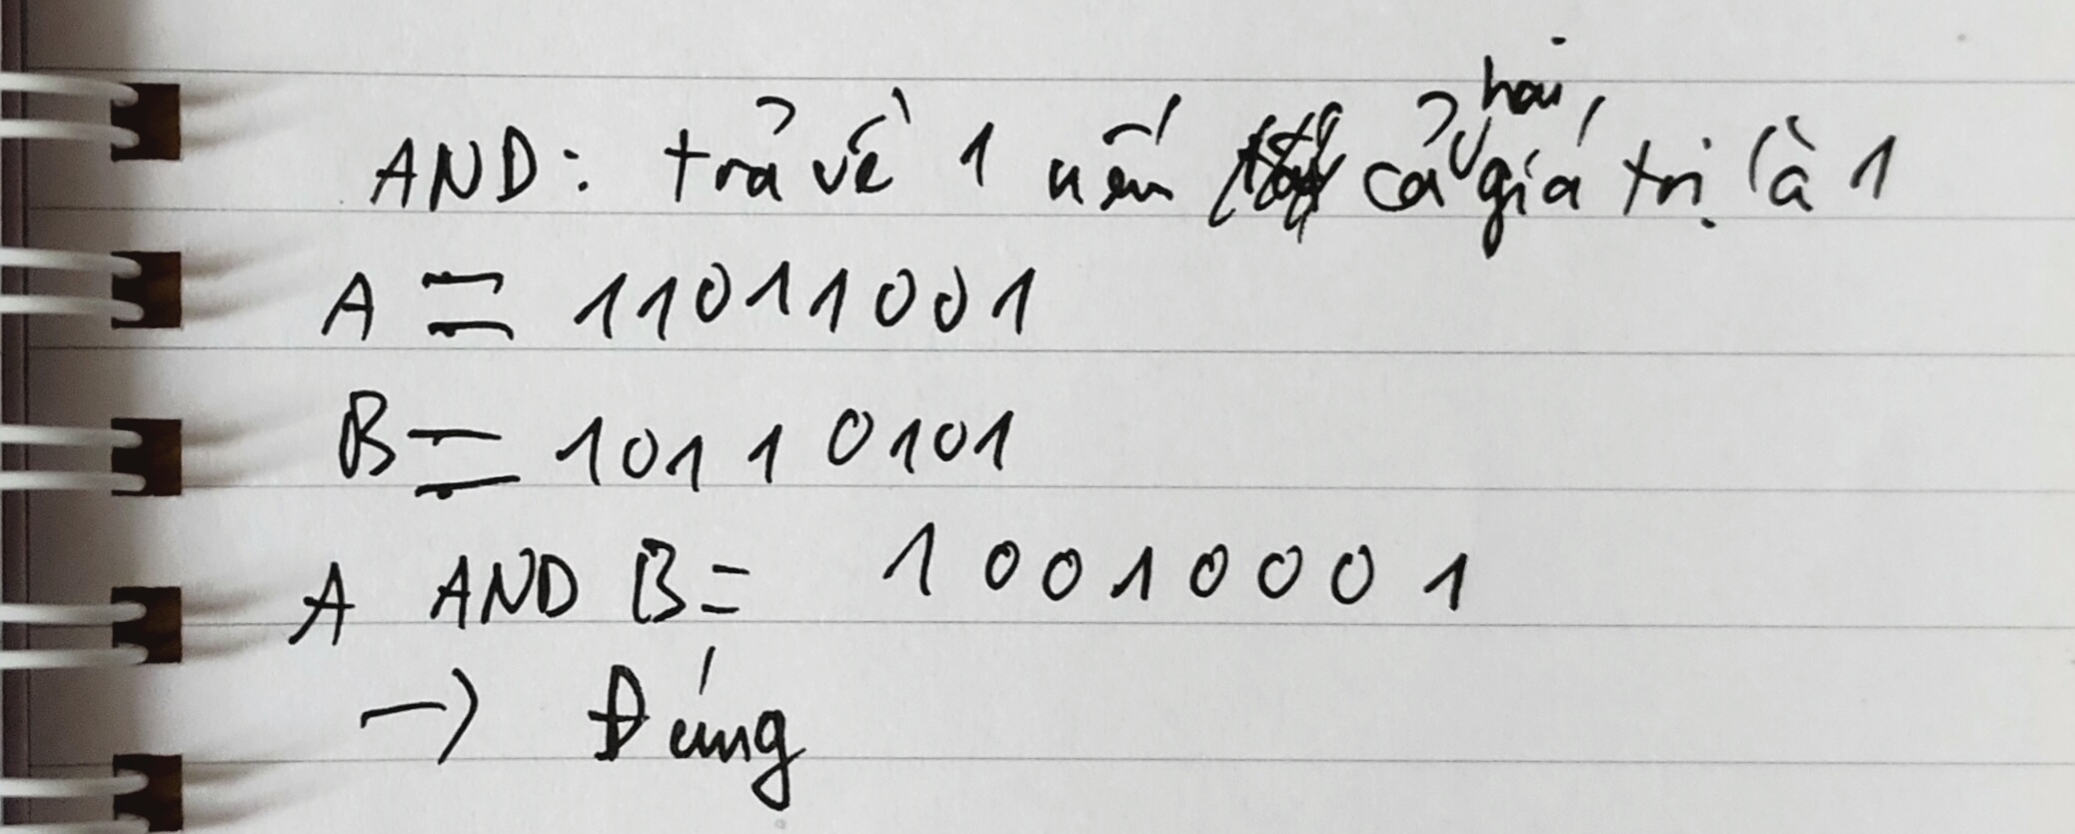 AND: trả về 1 nếu cả hai giá trị là 1
A = 11011001
B = 10110101
A AND B = 10010001
→ Đúng